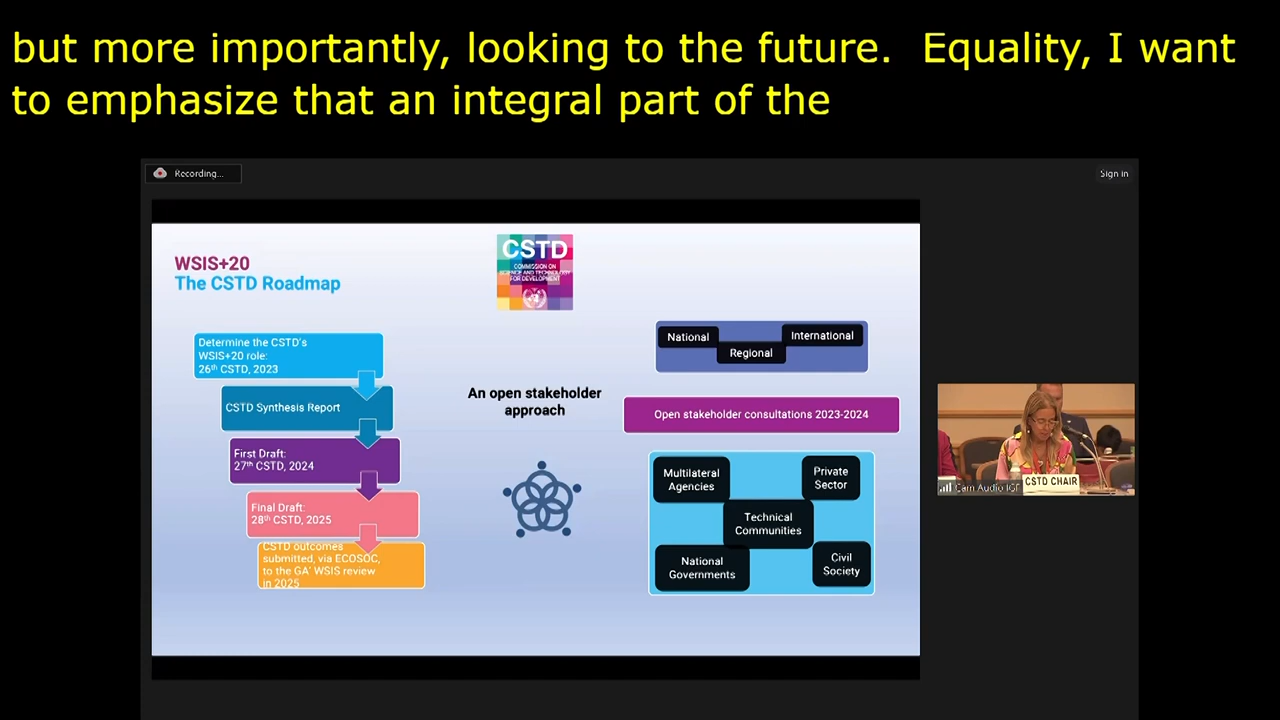 but more importantly, looking to the future.  Equality, I want
to emphasize that an integral part of the
Recording...
Sign in
WSIS+20
The CSTD Roadmap
CSTD
COMMISSION ON
SCIENCE AND TECHNOLOGY
FOR DEVELOPMENT
Determine the CSTD's
WSIS+20 role:
26th CSTD, 2023
CSTD Synthesis Report
First Draft:
27th CSTD, 2024
Final Draft:
28th CSTD, 2025
CSTD outcomes
submitted, via ECOSOC,
to the GA' WSIS review
in 2025
An open stakeholder
approach
National
Regional
International
Open stakeholder consultations 2023-2024
Multilateral
Agencies
Private
Sector
Technical
Communities
National
Governments
Civil
Society
Cam Audio IGF
CSTD CHAIR